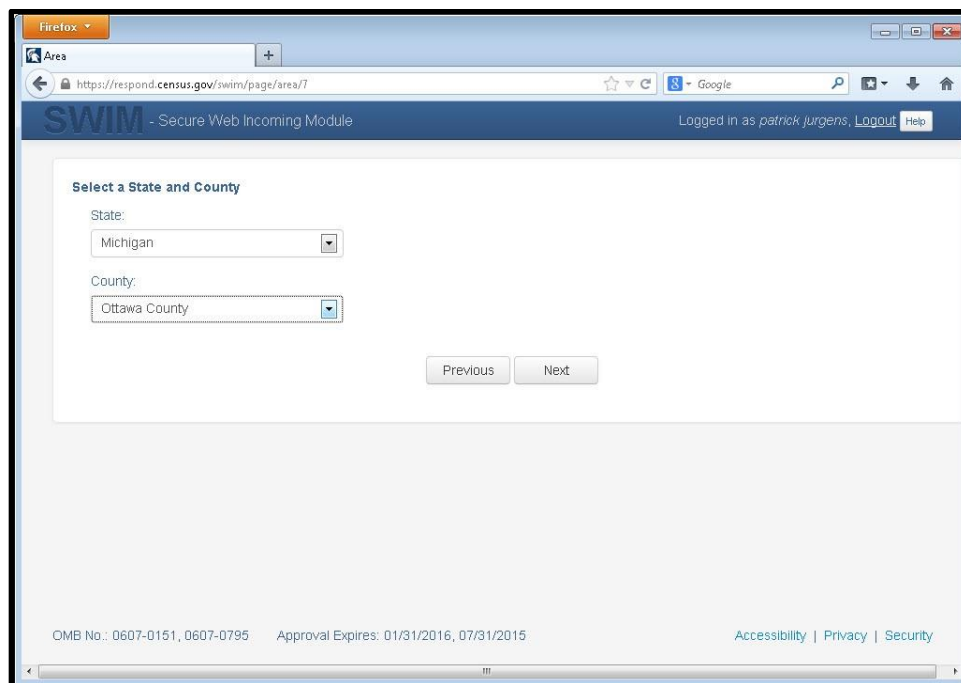 Firefox
Area
https://respond.census.gov/swim/page/area/7
Google
SWIM - Secure Web Incoming Module
Logged in as patrick jurgens, Logout Help
Select a State and County
State:
Michigan
County:
Ottawa County
Previous Next
OMB No.: 0607-0151, 0607-0795 Approval Expires: 01/31/2016, 07/31/2015 Accessibility | Privacy | Security